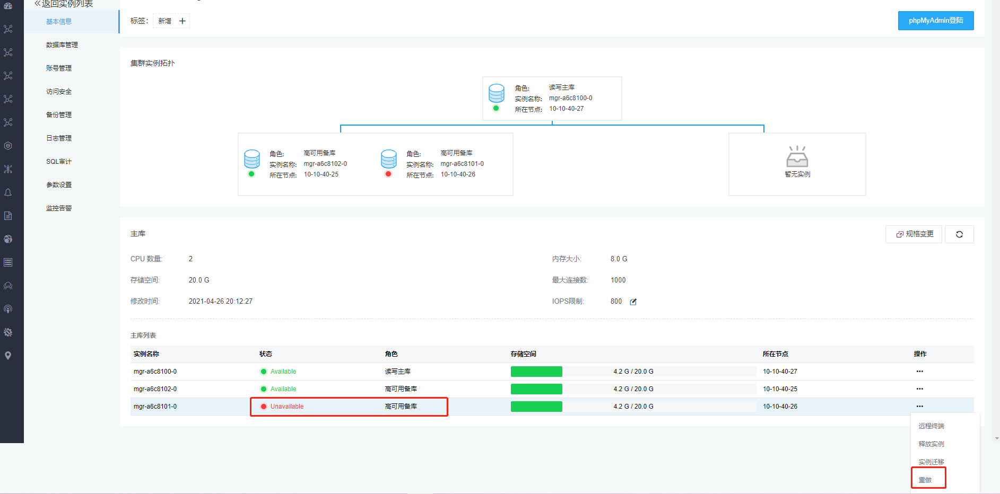 «返回实例列表
基本信息
数据库管理
账号管理
访问安全
备份管理
日志管理
SQL审计
参数设置
监控告警
标签： 新增 +
phpMyAdmin登陆
集群实例拓扑
角色: 读写主库
实例名称: mgr-a6c8100-0
所在节点: 10-10-40-27
角色: 高可用备库
实例名称: mgr-a6c8102-0
所在节点: 10-10-40-25
角色: 高可用备库
实例名称: mgr-a6c8101-0
所在节点: 10-10-40-26
暂无实例
主库
规格变更
CPU 数量: 2
内存大小: 8.0 G
存储空间: 20.0 G
最大连接数: 1000
修改时间: 2021-04-26 20:12:27
IOPS限制: 800
主库列表
实例名称 状态 角色 存储空间 所在节点 操作
mgr-a6c8100-0 Available 读写主库 4.2 G / 20.0 G 10-10-40-27 •••
mgr-a6c8102-0 Available 高可用备库 4.2 G / 20.0 G 10-10-40-25 •••
mgr-a6c8101-0 Unavailable 高可用备库 4.2 G / 20.0 G 10-10-40-26 •••
远程终端
释放实例
实例迁移
重做